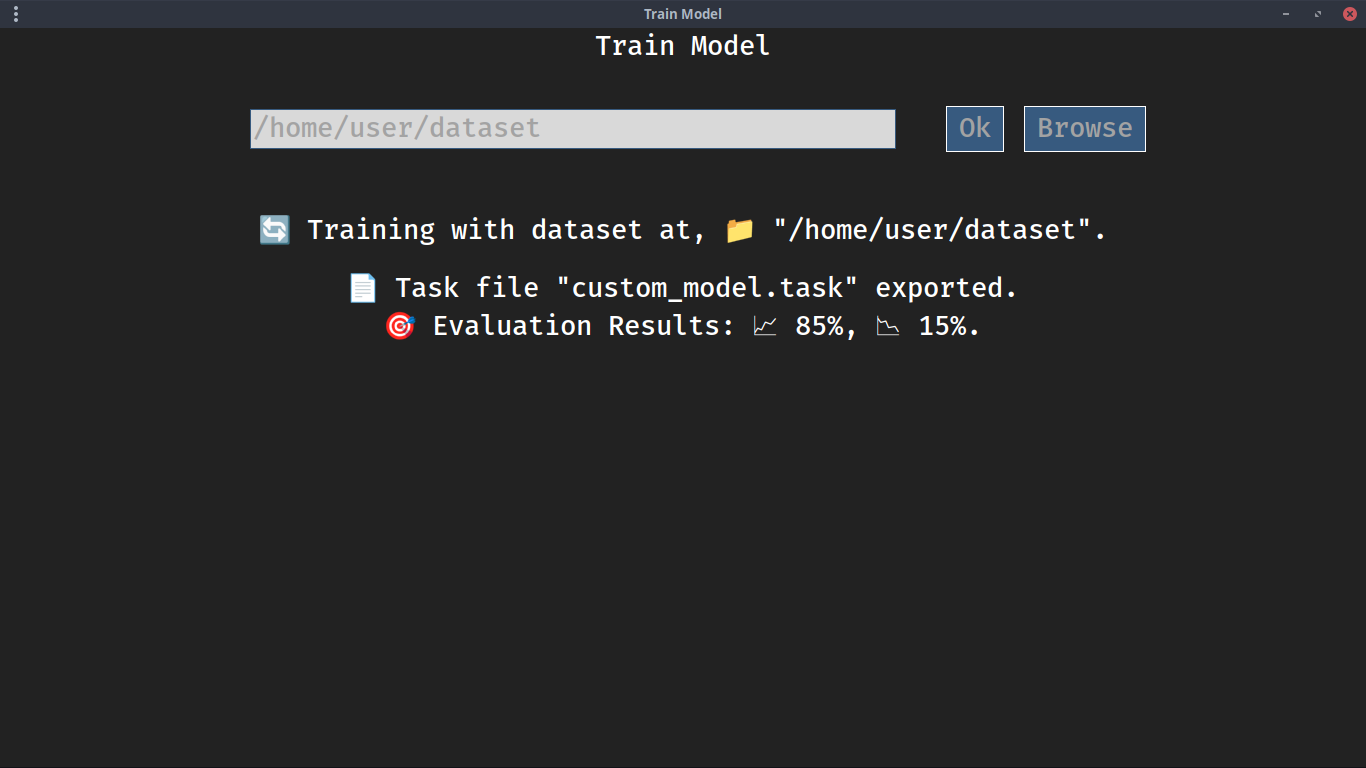 Train Model
Train Model
/home/user/dataset Ok Browse
🔄 Training with dataset at, 📁 "/home/user/dataset".
📄 Task file "custom_model.task" exported.
🎯 Evaluation Results: 📈 85%, 📉 15%.